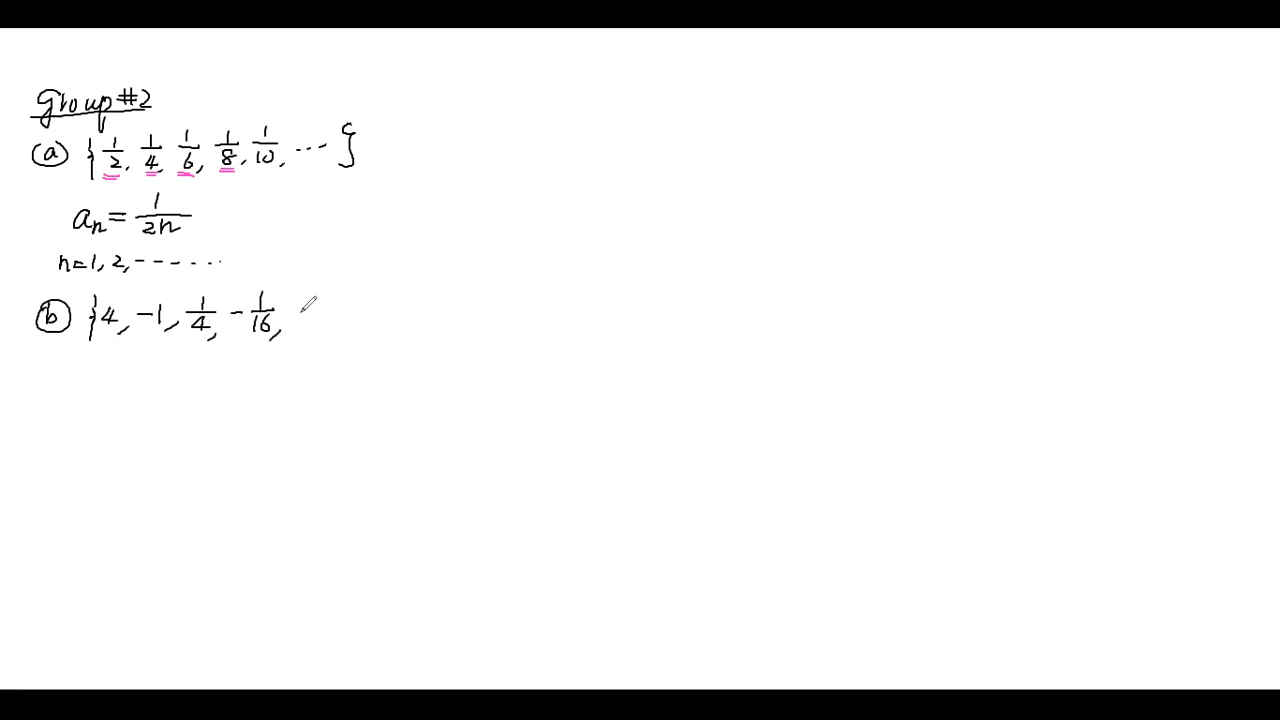 Group #2
(a) {1/2, 1/4, 1/6, 1/8, 1/10, ... }
aₙ = 1/2n
n=1, 2, ------
(b) {4, -1, 1/4, -1/16,